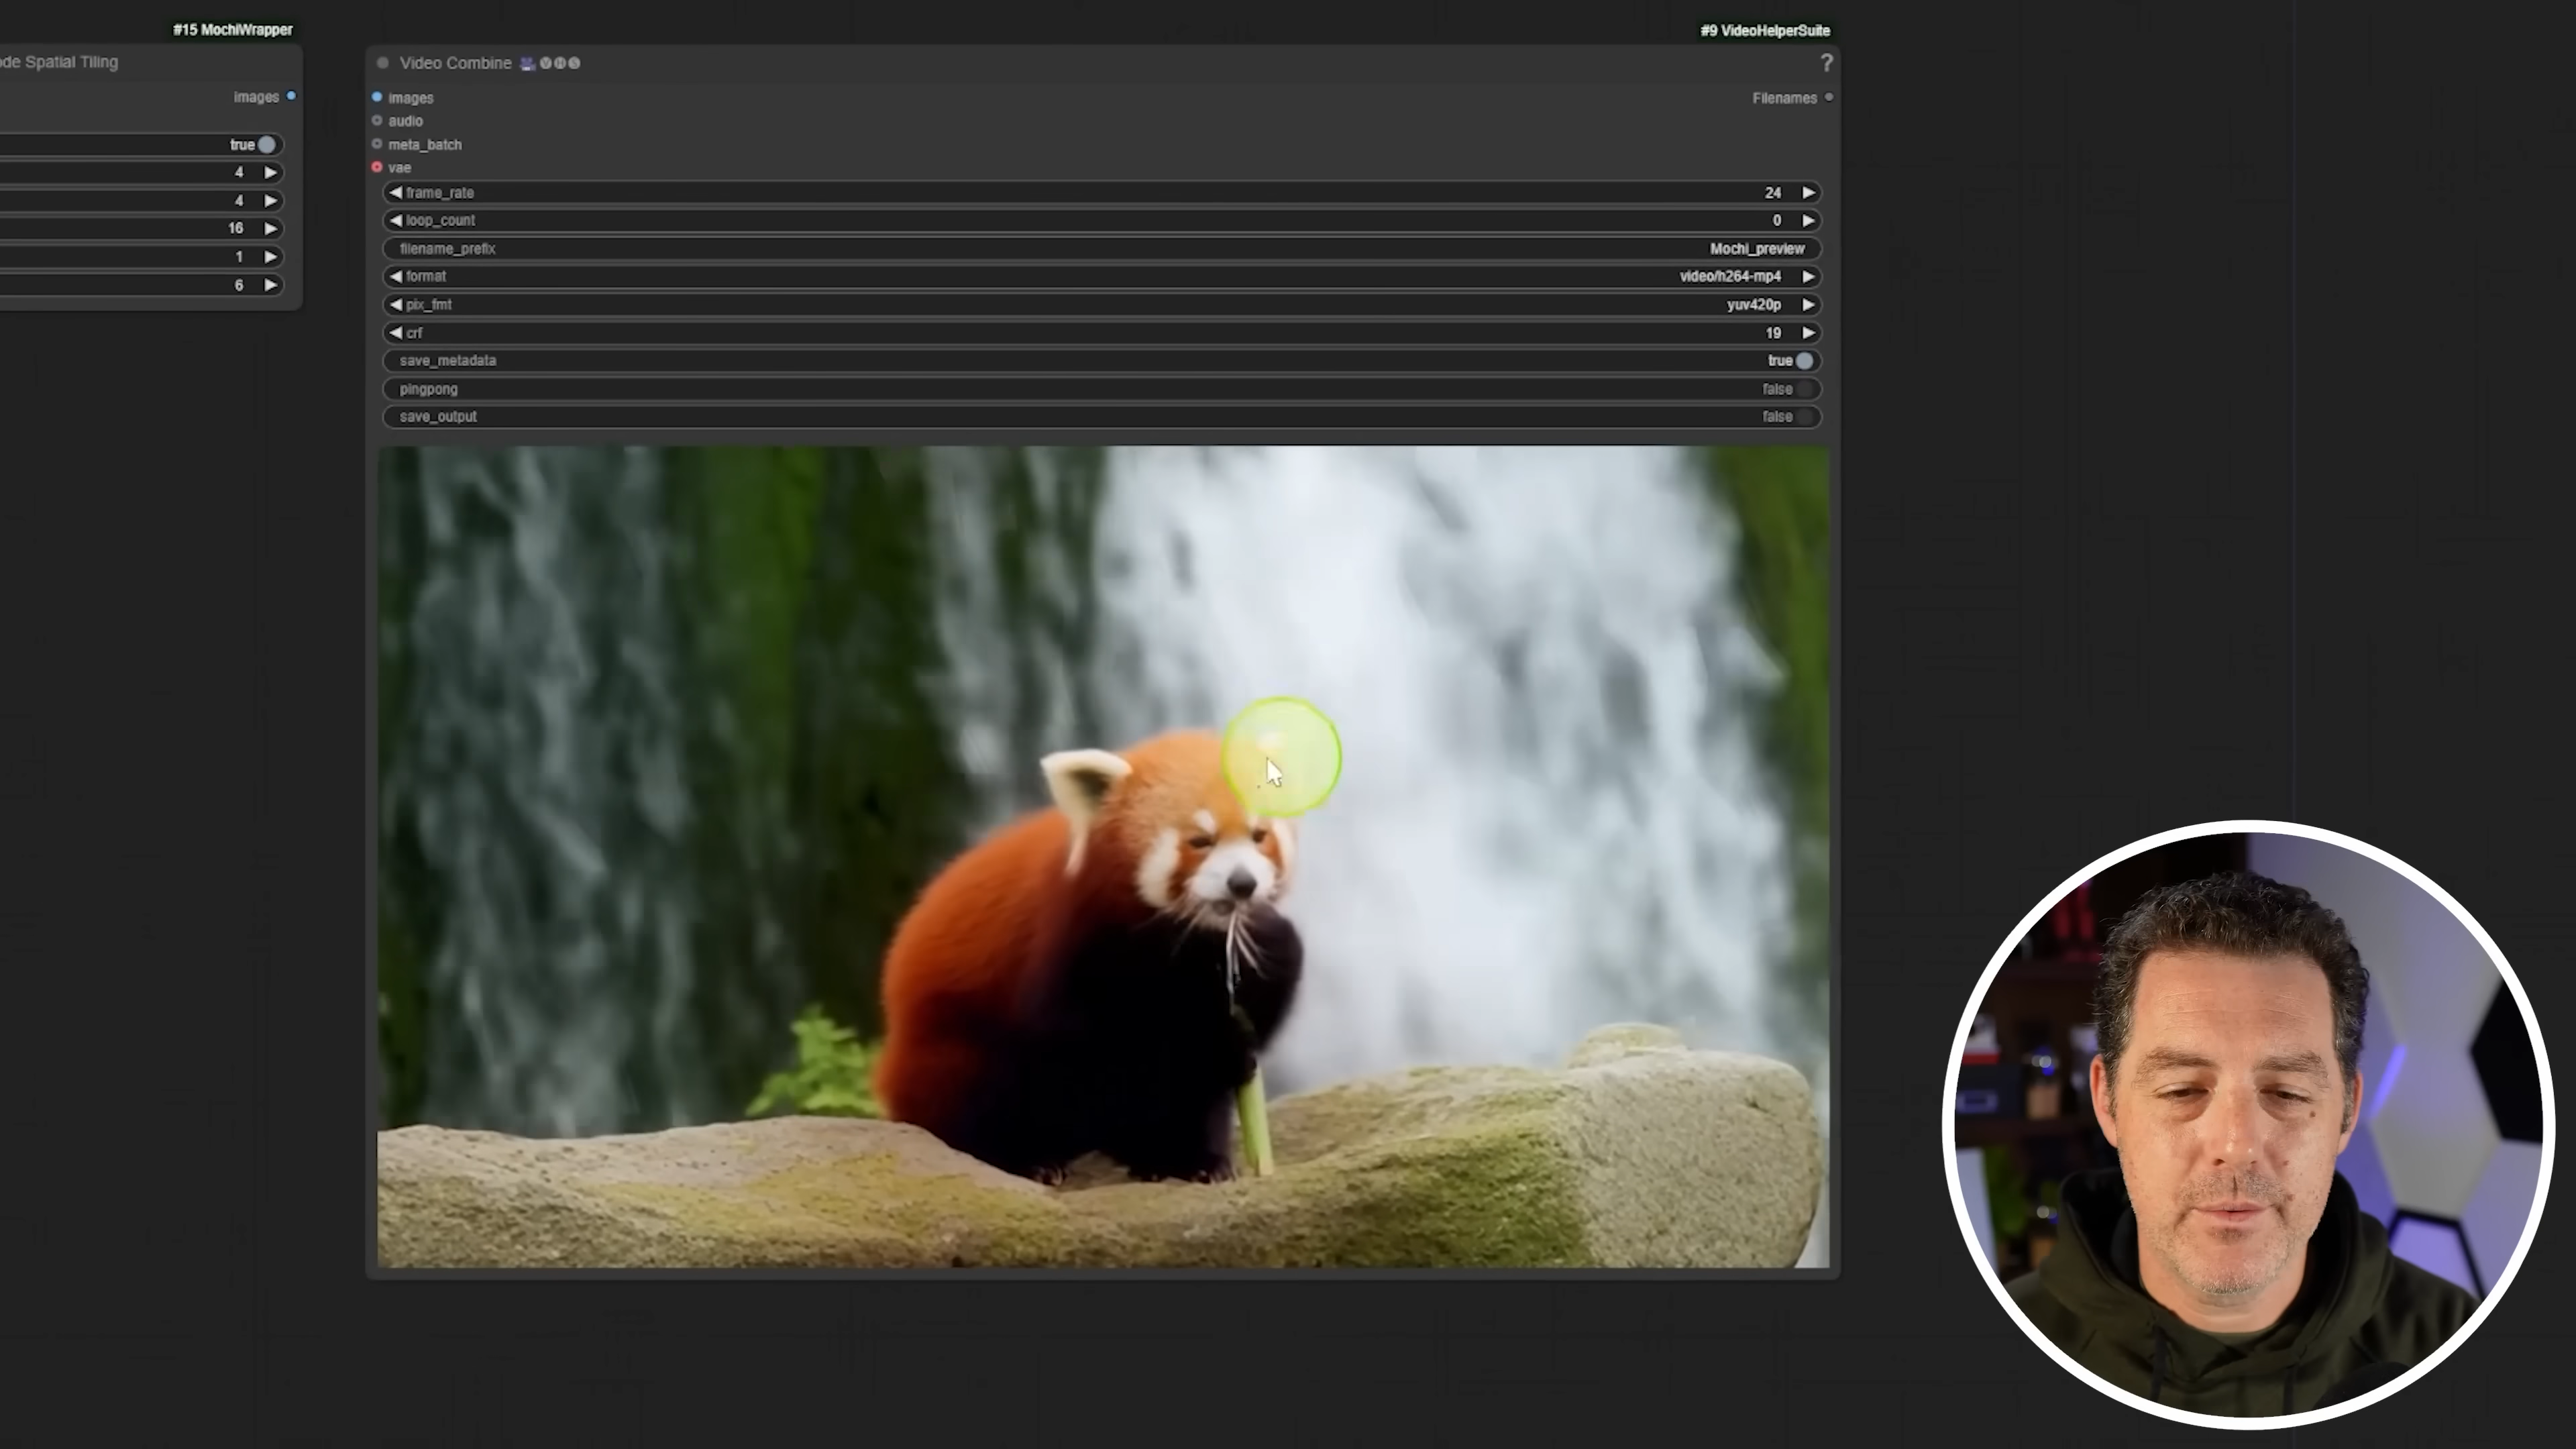 #15 MochiWrapper
#9 VideoHelperSuite
ode Spatial Tiling
Video Combine VHS
?
images
images
Filenames
audio
true
meta_batch
4
vae
4
frame_rate 24
16
loop_count 0
1
filename_prefix Mochi_preview
6
format video/h264-mp4
pix_fmt yuv420p
crf 19
save_metadata true
pingpong false
save_output false